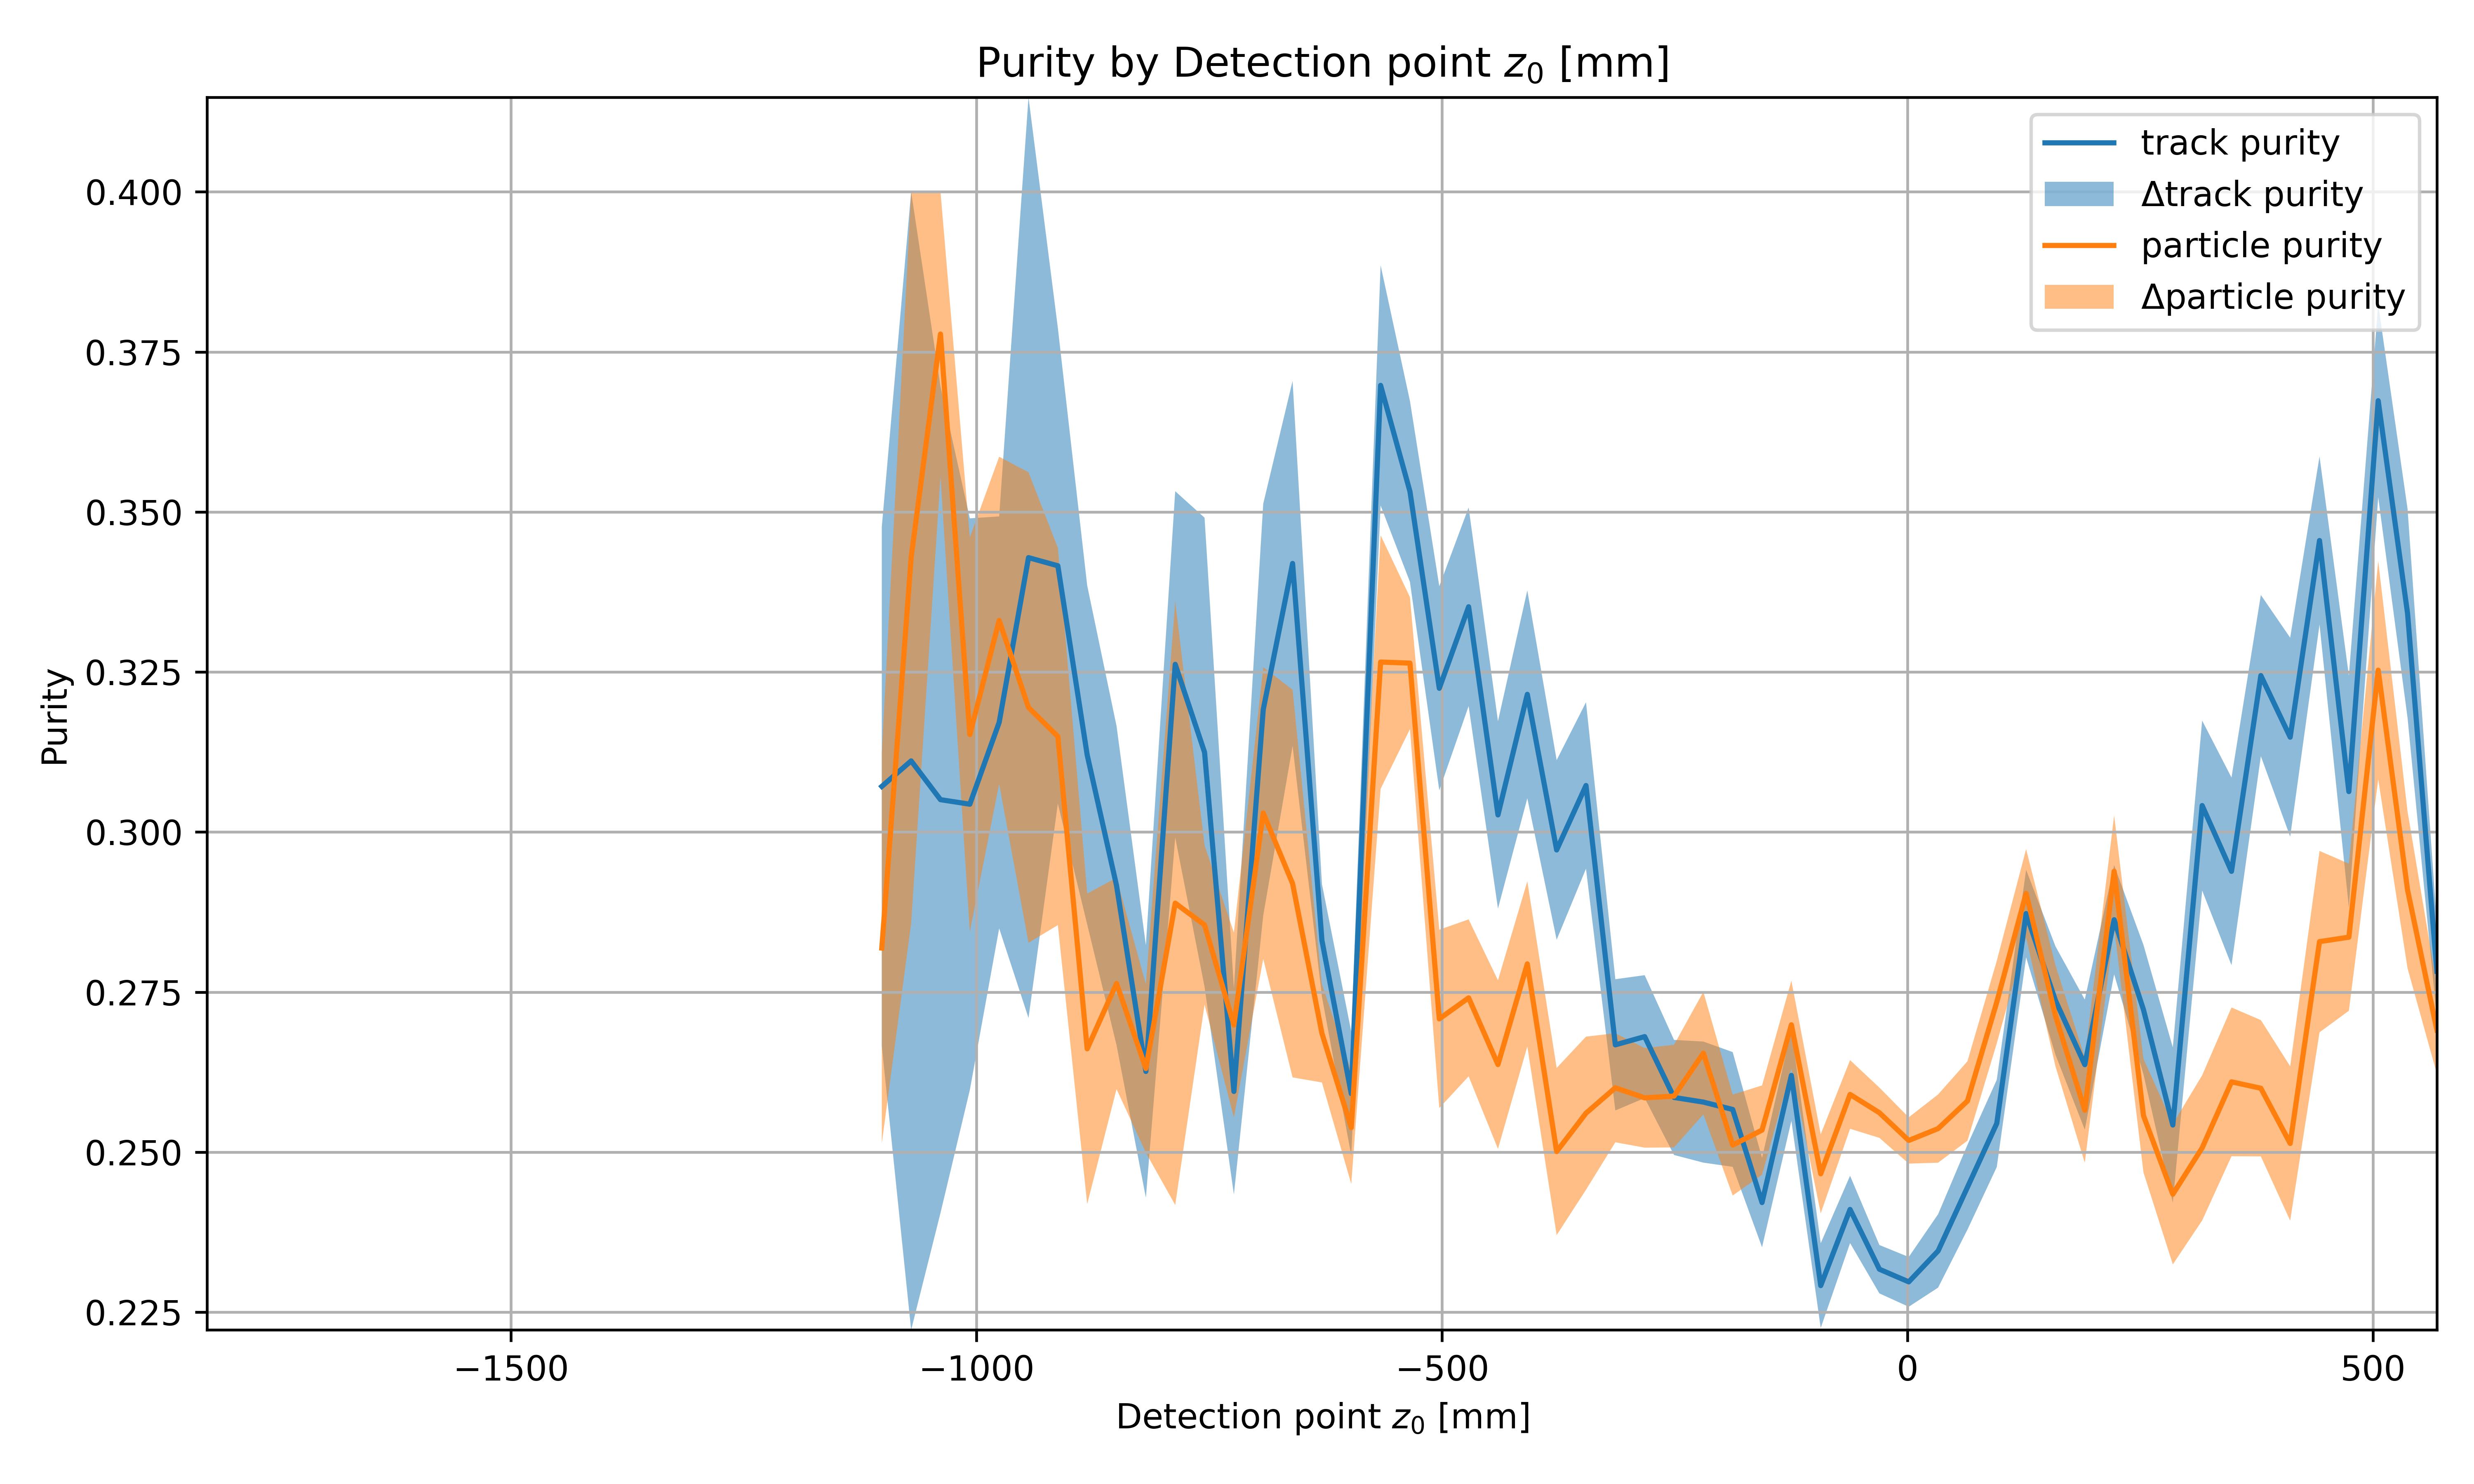 Purity by Detection point z₀ [mm]
track purity
Δtrack purity
particle purity
Δparticle purity
0.400
0.375
0.350
0.325
0.300
0.275
0.250
0.225
Purity
−1500 −1000 −500 0 500
Detection point z₀ [mm]